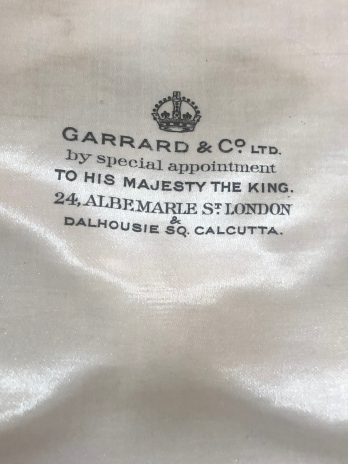 GARRARD & Co. LTD.
by special appointment
TO HIS MAJESTY THE KING.
24, ALBEMARLE ST. LONDON
&
DALHOUSIE SQ. CALCUTTA.